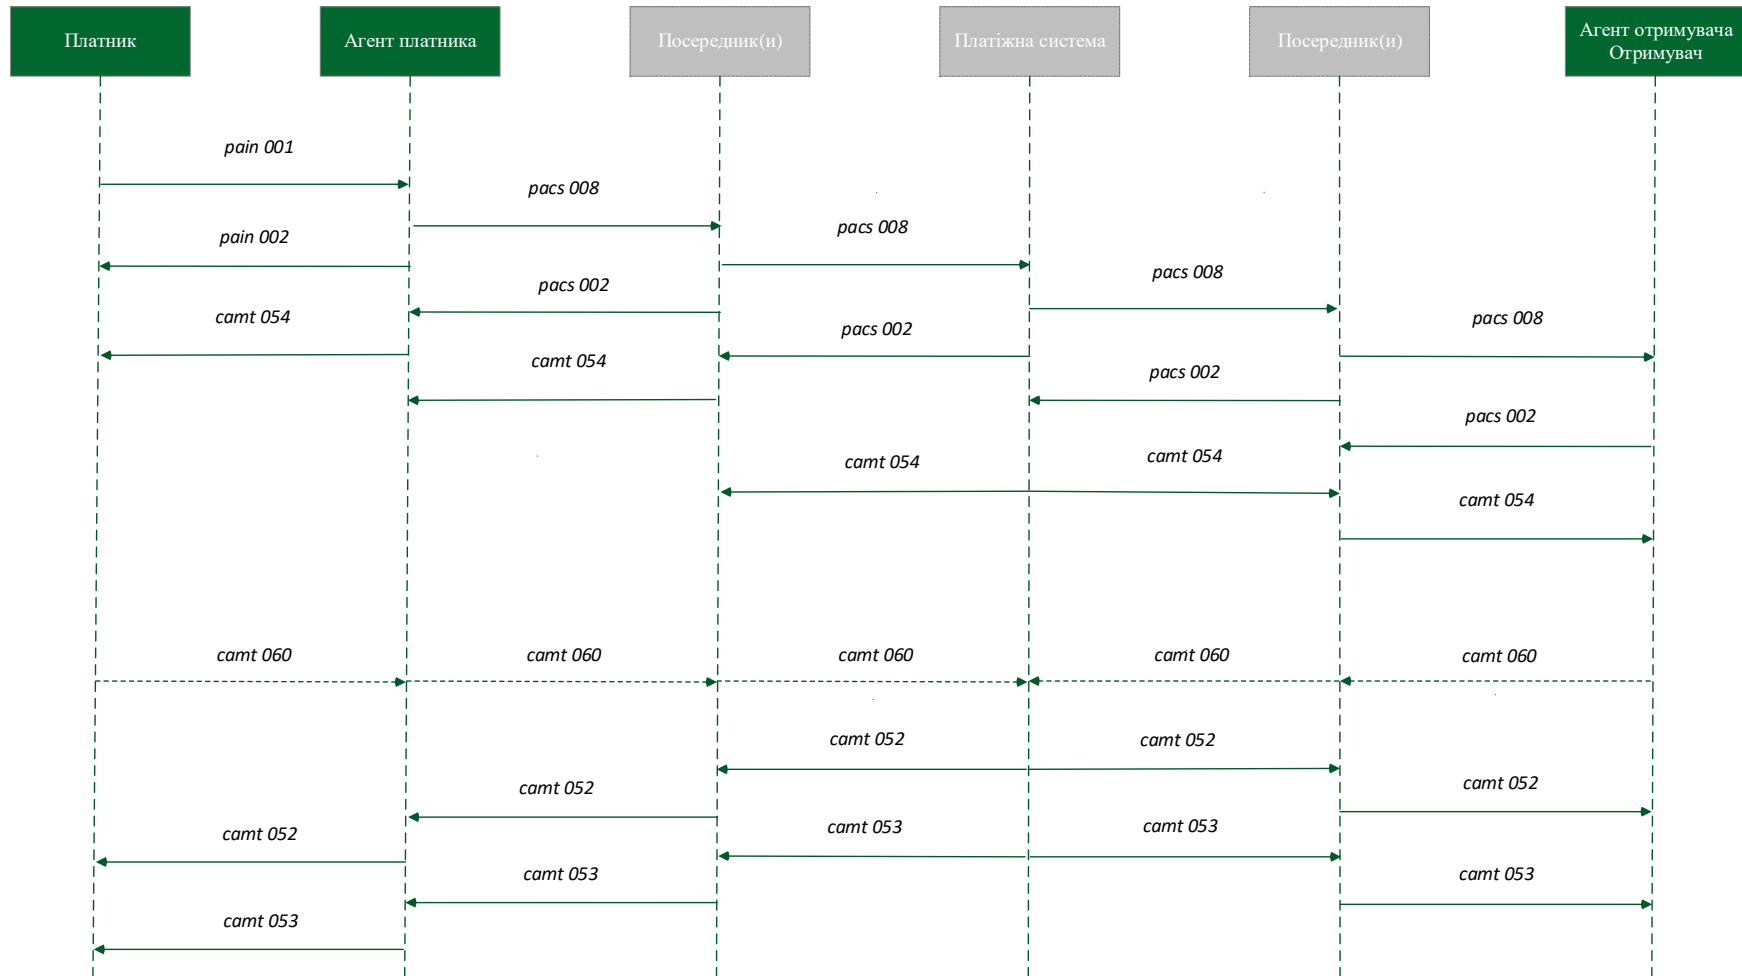 Платник
Агент платника
Посередник(и)
Платіжна система
Посередник(и)
Агент отримувача
Отримувач
pain 001
pacs 008
pacs 008
pain 002
pacs 008
pacs 002
camt 054
pacs 008
pacs 002
camt 054
pacs 002
pacs 002
camt 054
camt 054
camt 054
camt 060
camt 060
camt 060
camt 060
camt 060
camt 052
camt 052
camt 052
camt 052
camt 053
camt 053
camt 052
camt 053
camt 053
camt 053